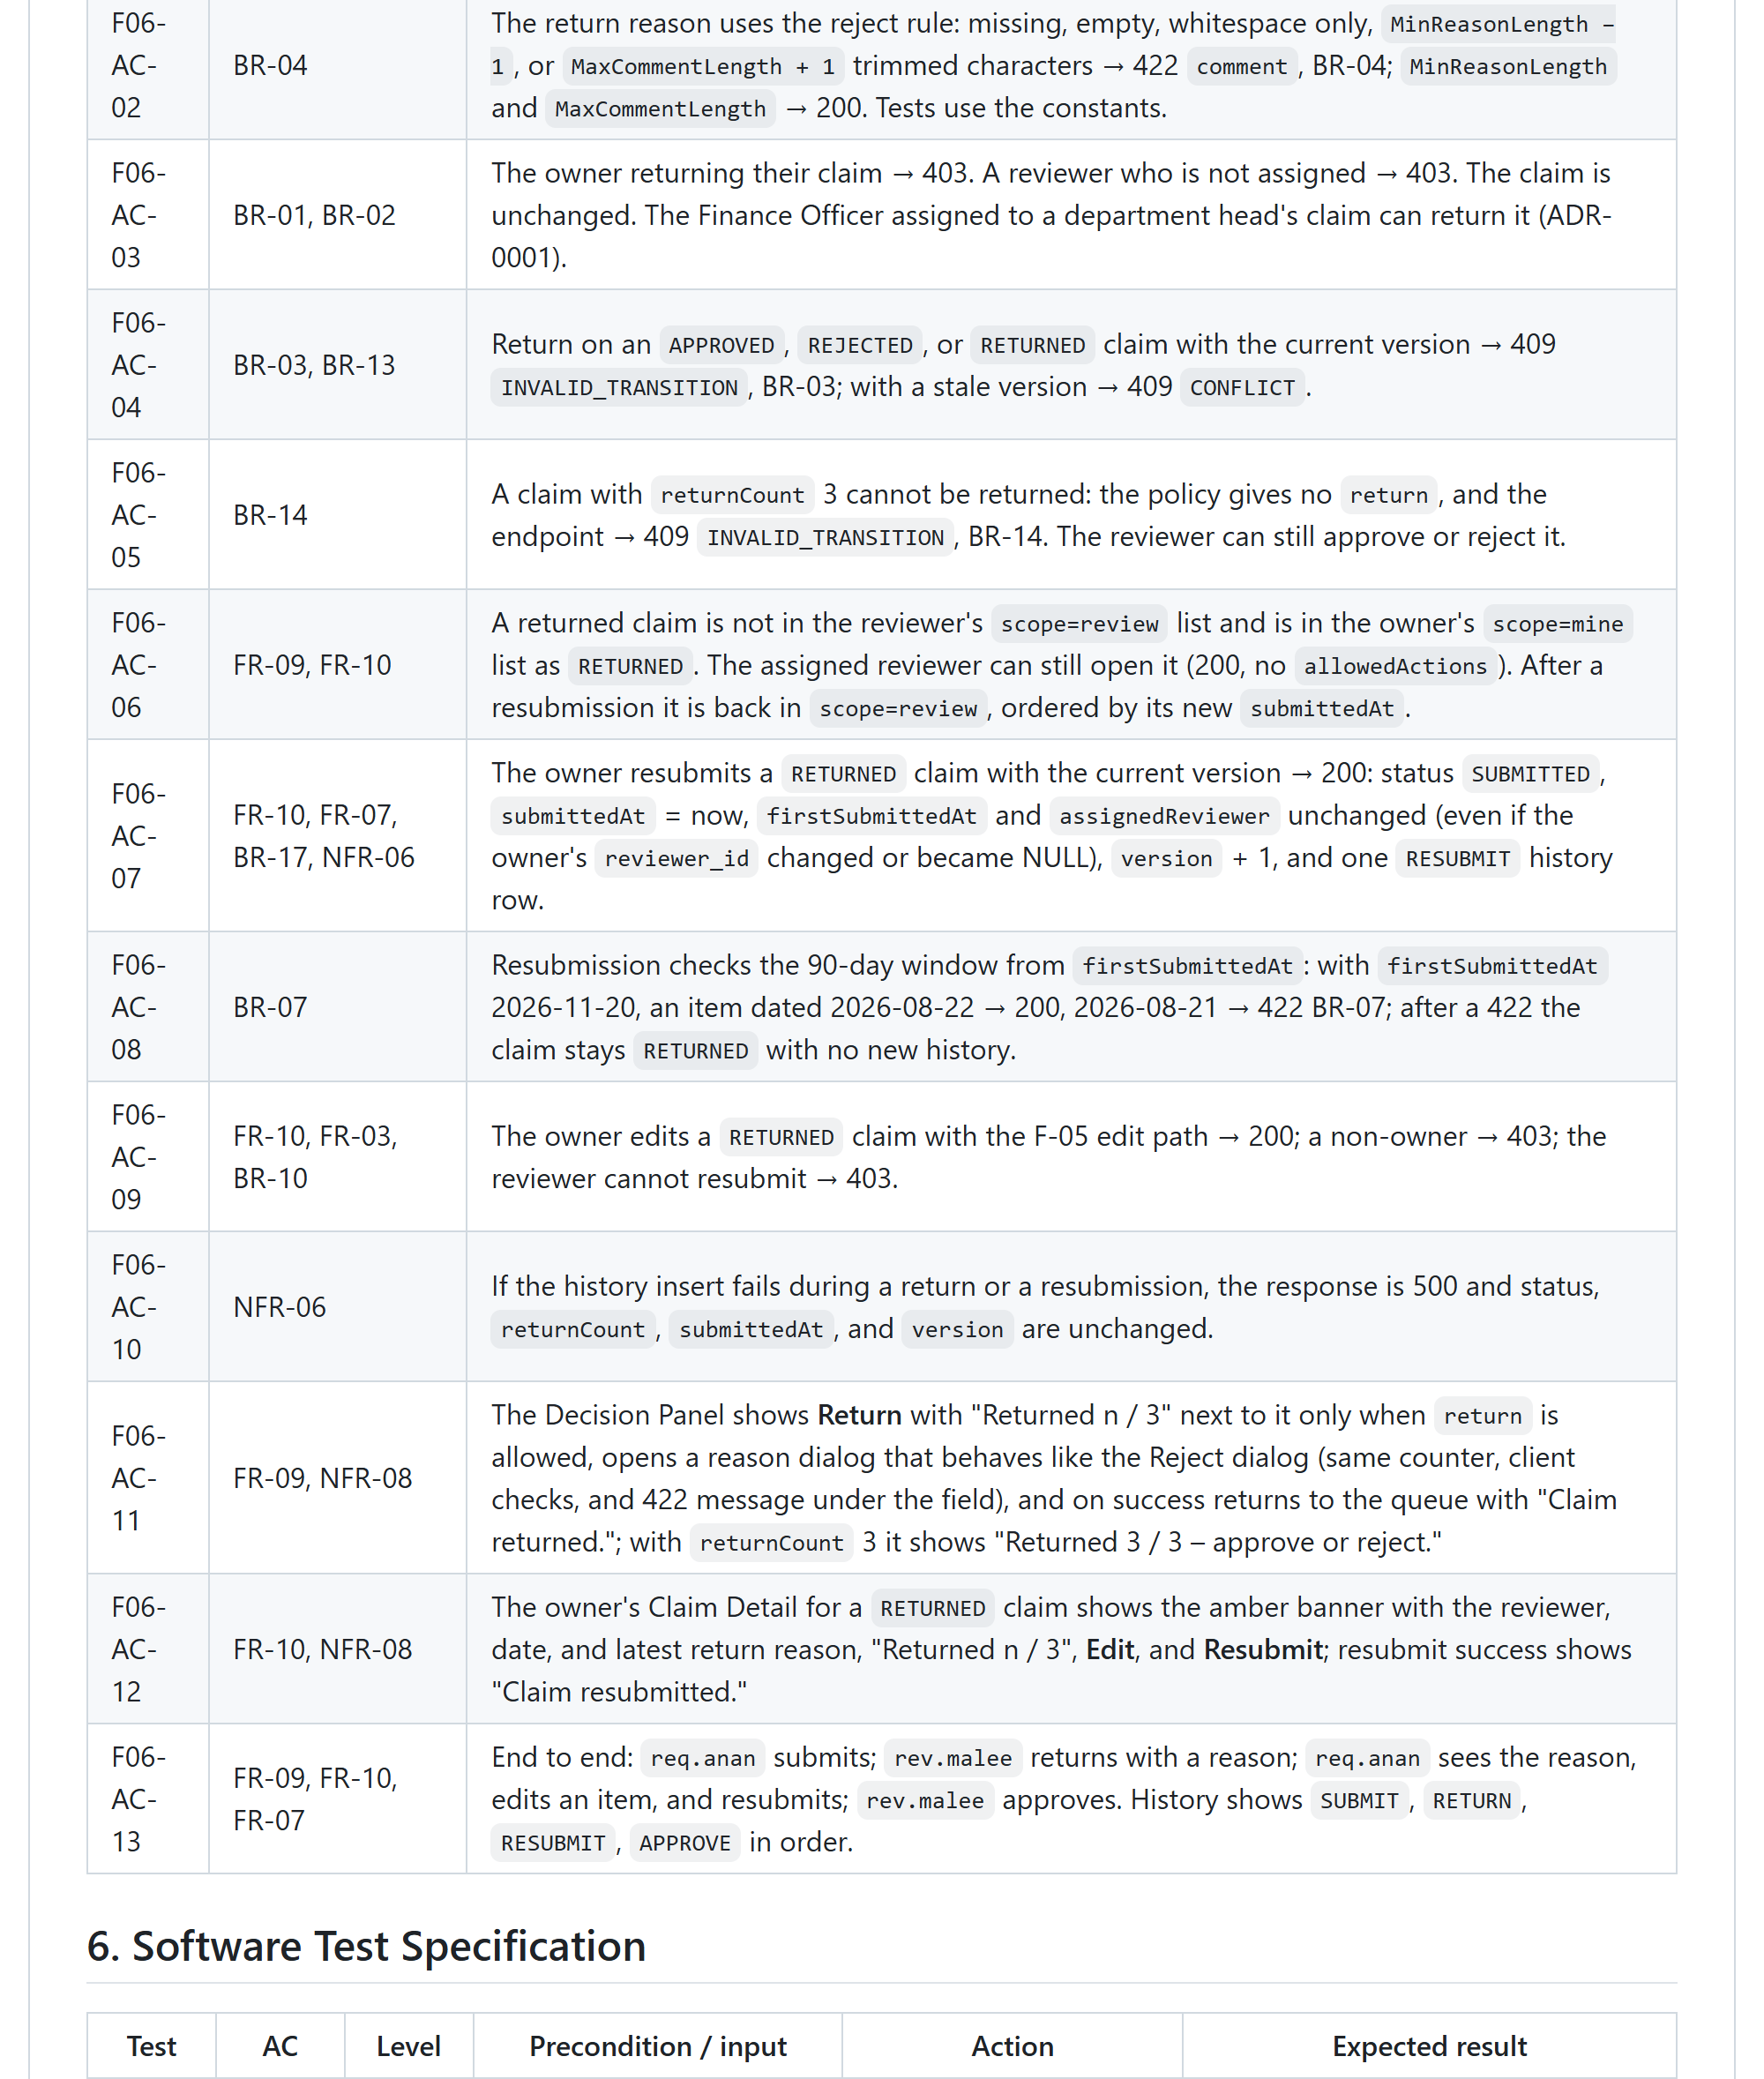 F06-
AC-
02
BR-04
The return reason uses the reject rule: missing, empty, whitespace only, MinReasonLength –
1, or MaxCommentLength + 1 trimmed characters → 422 comment, BR-04; MinReasonLength
and MaxCommentLength → 200. Tests use the constants.
F06-
AC-
03
BR-01, BR-02
The owner returning their claim → 403. A reviewer who is not assigned → 403. The claim is
unchanged. The Finance Officer assigned to a department head's claim can return it (ADR-
0001).
F06-
AC-
04
BR-03, BR-13
Return on an APPROVED, REJECTED, or RETURNED claim with the current version → 409
INVALID_TRANSITION, BR-03; with a stale version → 409 CONFLICT.
F06-
AC-
05
BR-14
A claim with returnCount 3 cannot be returned: the policy gives no return, and the
endpoint → 409 INVALID_TRANSITION, BR-14. The reviewer can still approve or reject it.
F06-
AC-
06
FR-09, FR-10
A returned claim is not in the reviewer's scope=review list and is in the owner's scope=mine
list as RETURNED. The assigned reviewer can still open it (200, no allowedActions). After a
resubmission it is back in scope=review, ordered by its new submittedAt.
F06-
AC-
07
FR-10, FR-07,
BR-17, NFR-06
The owner resubmits a RETURNED claim with the current version → 200: status SUBMITTED,
submittedAt = now, firstSubmittedAt and assignedReviewer unchanged (even if the
owner's reviewer_id changed or became NULL), version + 1, and one RESUBMIT history
row.
F06-
AC-
08
BR-07
Resubmission checks the 90-day window from firstSubmittedAt: with firstSubmittedAt
2026-11-20, an item dated 2026-08-22 → 200, 2026-08-21 → 422 BR-07; after a 422 the
claim stays RETURNED with no new history.
F06-
AC-
09
FR-10, FR-03,
BR-10
The owner edits a RETURNED claim with the F-05 edit path → 200; a non-owner → 403; the
reviewer cannot resubmit → 403.
F06-
AC-
10
NFR-06
If the history insert fails during a return or a resubmission, the response is 500 and status,
returnCount, submittedAt, and version are unchanged.
F06-
AC-
11
FR-09, NFR-08
The Decision Panel shows Return with "Returned n / 3" next to it only when return is
allowed, opens a reason dialog that behaves like the Reject dialog (same counter, client
checks, and 422 message under the field), and on success returns to the queue with "Claim
returned."; with returnCount 3 it shows "Returned 3 / 3 – approve or reject."
F06-
AC-
12
FR-10, NFR-08
The owner's Claim Detail for a RETURNED claim shows the amber banner with the reviewer,
date, and latest return reason, "Returned n / 3", Edit, and Resubmit; resubmit success shows
"Claim resubmitted."
F06-
AC-
13
FR-09, FR-10,
FR-07
End to end: req.anan submits; rev.malee returns with a reason; req.anan sees the reason,
edits an item, and resubmits; rev.malee approves. History shows SUBMIT, RETURN,
RESUBMIT, APPROVE in order.
6. Software Test Specification
Test AC Level Precondition / input Action Expected result